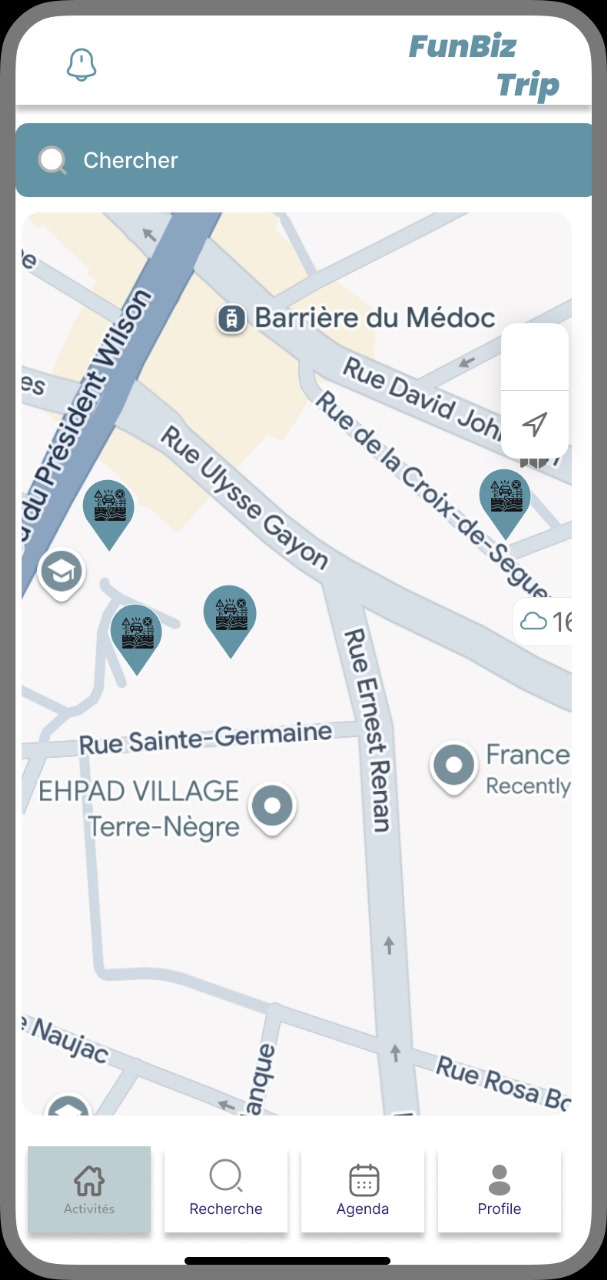 FunBiz
Trip
Chercher
Barrière du Médoc
du Président Wilson
Rue David
Rue de la Croix-de-Segue
Rue Ulysse Gayon
16
Rue Ernest Renan
Rue Sainte-Germaine
France
Recently
EHPAD VILLAGE
Terre-Nègre
Naujac
anque
Rue Rosa Bo
Activités
Recherche
Agenda
Profile